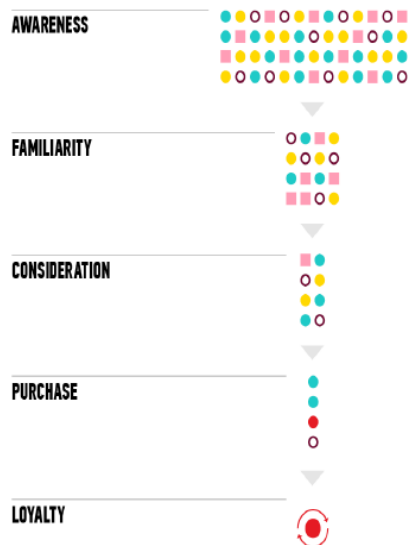 AWARENESS
FAMILIARITY
CONSIDERATION
PURCHASE
LOYALTY